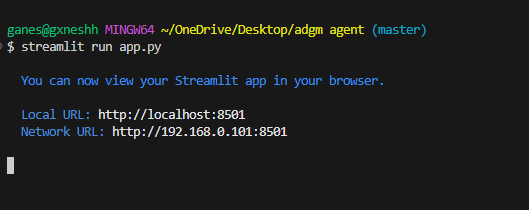 ganes@gxneshh MINGW64 ~/OneDrive/Desktop/adgm agent (master)
$ streamlit run app.py
You can now view your Streamlit app in your browser.
Local URL: http://localhost:8501
Network URL: http://192.168.0.101:8501